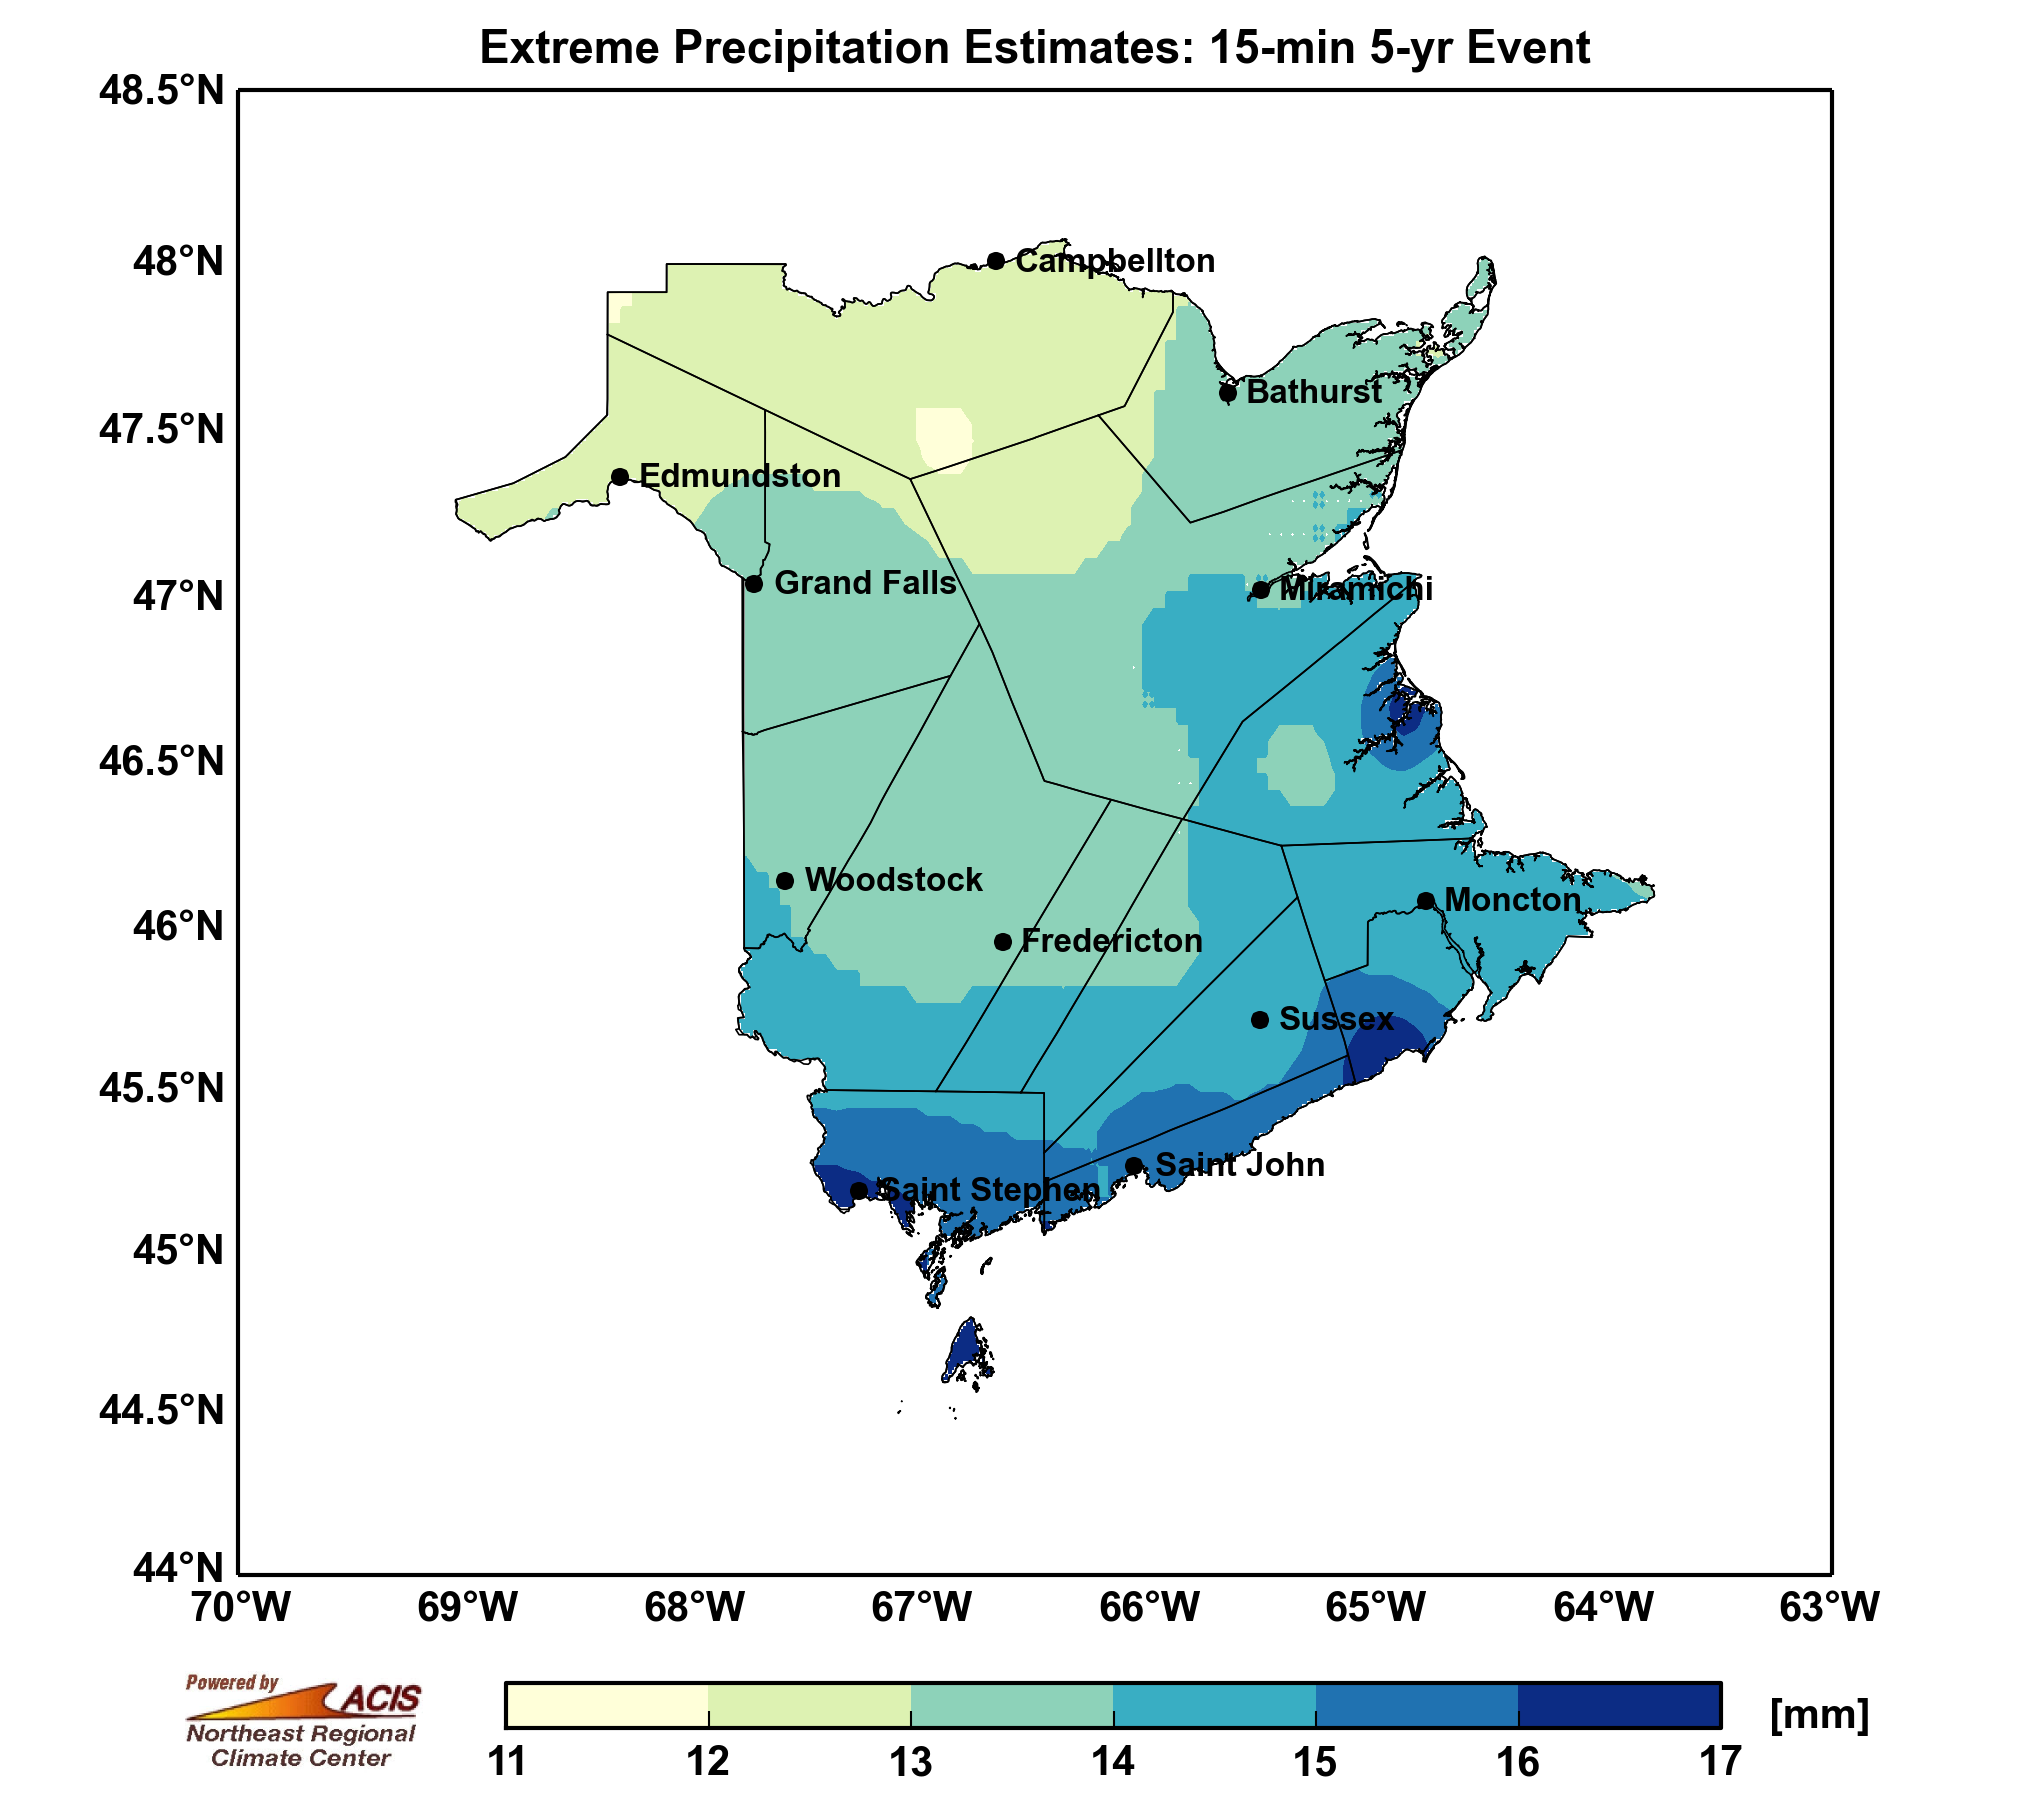 Extreme Precipitation Estimates: 15-min 5-yr Event
48.5°N
48°N
47.5°N
47°N
46.5°N
46°N
45.5°N
45°N
44.5°N
44°N
Campbellton
Bathurst
Edmundston
Grand Falls
Miramichi
Woodstock
Moncton
Fredericton
Sussex
Saint John
Saint Stephen
70°W 69°W 68°W 67°W 66°W 65°W 64°W 63°W
Powered by
ACIS
Northeast Regional
Climate Center
[mm]
11 12 13 14 15 16 17